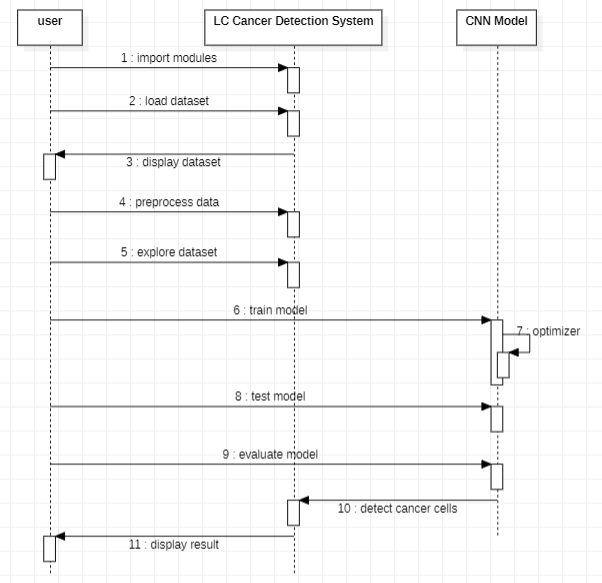 user
LC Cancer Detection System
CNN Model
1 : import modules
2 : load dataset
3 : display dataset
4 : preprocess data
5 : explore dataset
6 : train model
7 : optimizer
8 : test model
9 : evaluate model
10 : detect cancer cells
11 : display result